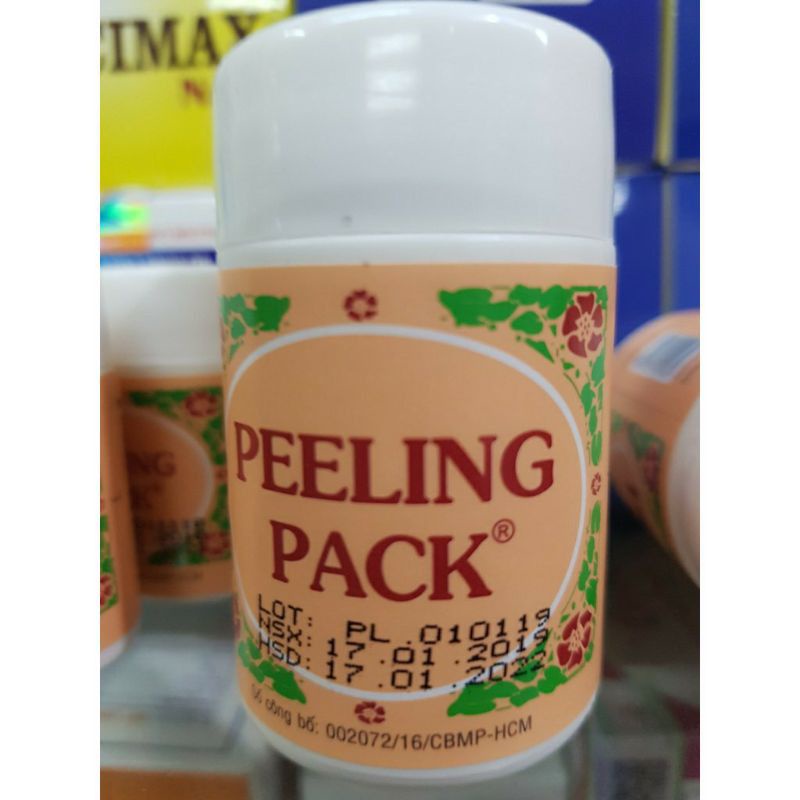 CIMAX
PEELING
PACK®
LOT: PL .010119
NSX: 17 .01 .2019
HSD: 17 .01 .2022
Số công bố: 002072/16/CBMP-HCM